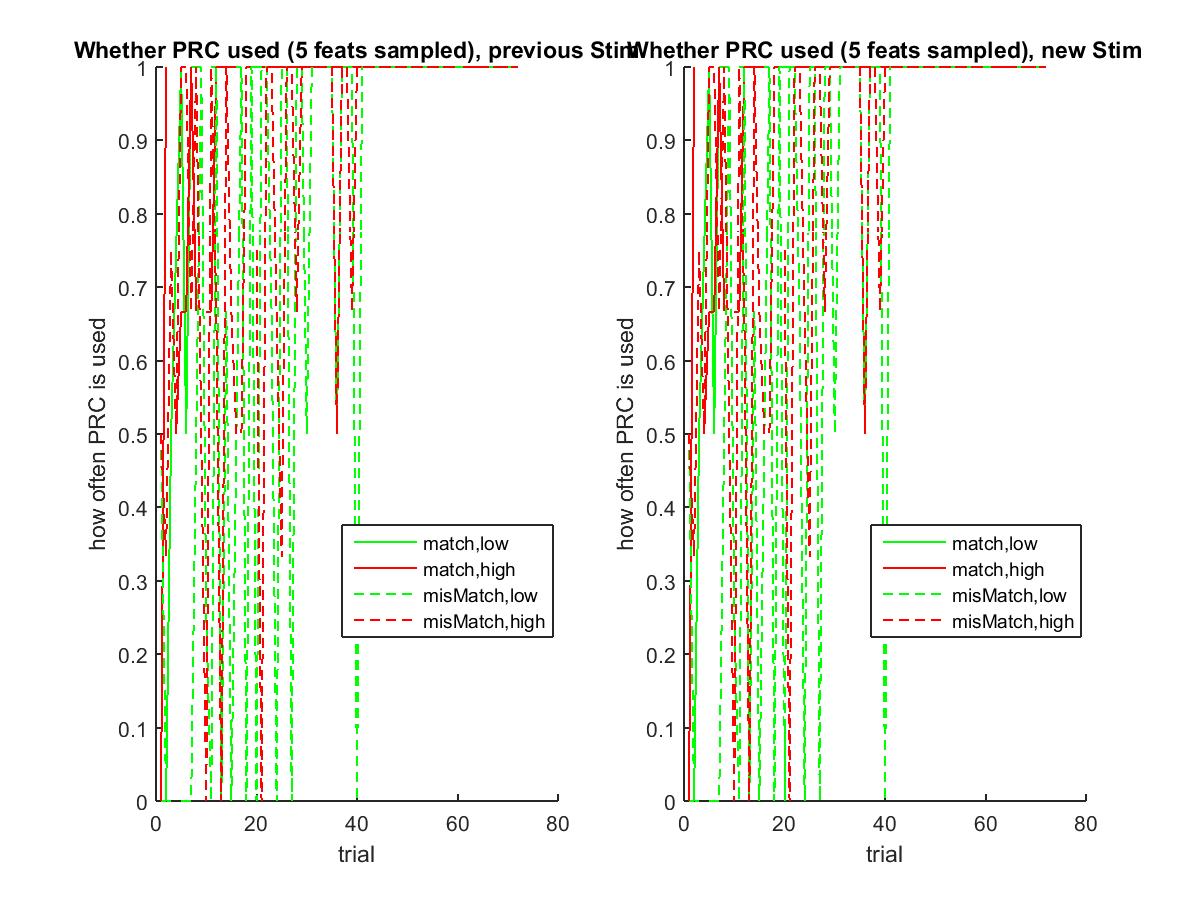 Whether PRC used (5 feats sampled), previous Stim
1
0.9
0.8
0.7
0.6
0.5
0.4
0.3
0.2
0.1
0
how often PRC is used
0 20 40 60 80
trial
match,low
match,high
misMatch,low
misMatch,high
Whether PRC used (5 feats sampled), new Stim
1
0.9
0.8
0.7
0.6
0.5
0.4
0.3
0.2
0.1
0
how often PRC is used
0 20 40 60 80
trial
match,low
match,high
misMatch,low
misMatch,high